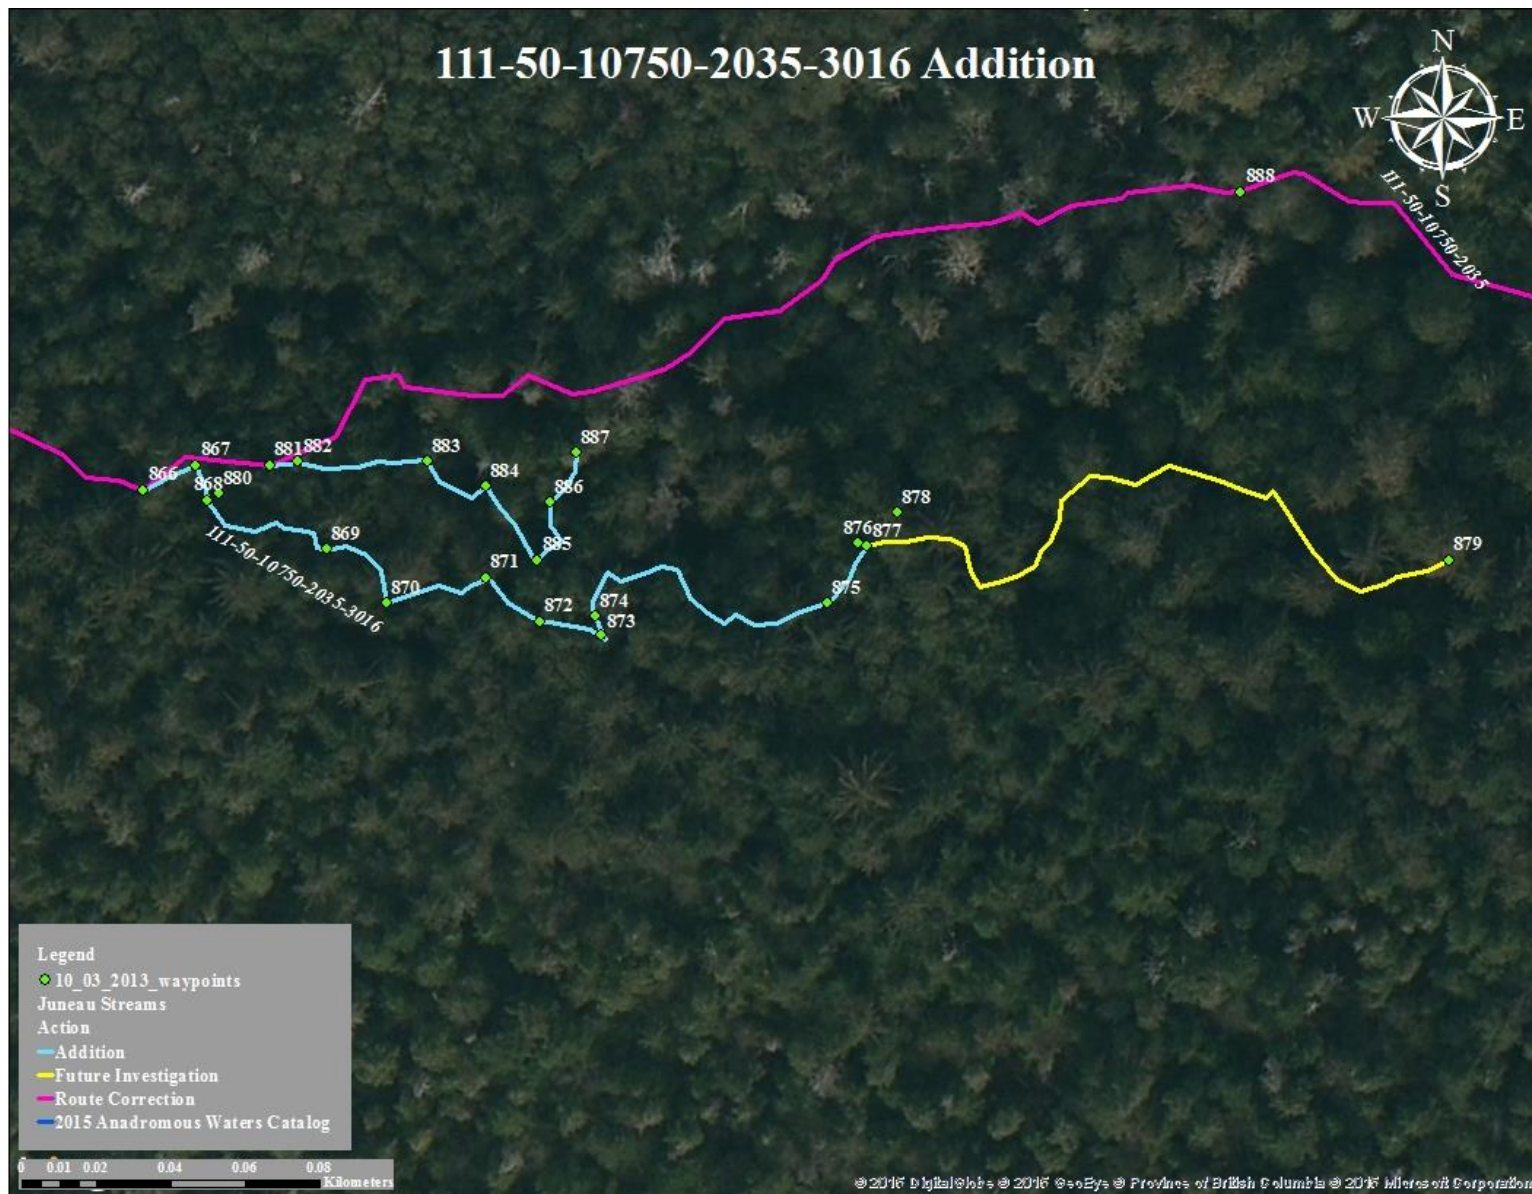 111-50-10750-2035-3016 Addition
N
W
E
S
888
111-50-10750-2035
867
881
882
883
887
866
868
880
884
886
878
869
885
876
877
879
111-50-10750-2035-3016
870
871
872
874
873
875
Legend
10_03_2013_waypoints
Juneau Streams
Action
Addition
Future Investigation
Route Correction
2015 Anadromous Waters Catalog
0 0.01 0.02 0.04 0.06 0.08
Kilometers
© 2016 DigitalGlobe © 2016 GeoEye © Province of British Columbia © 2016 Microsoft Corporation